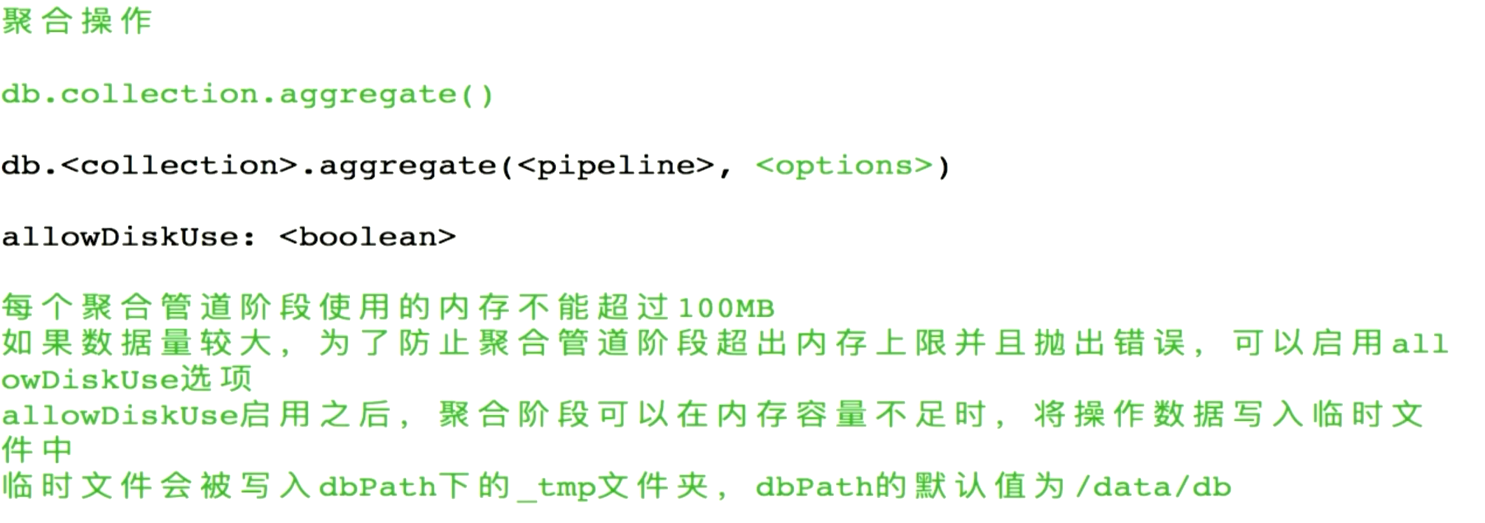 聚合操作
db.collection.aggregate()
db.<collection>.aggregate(<pipeline>, <options>)
allowDiskUse: <boolean>
每个聚合管道阶段使用的内存不能超过100MB
如果数据量较大，为了防止聚合管道阶段超出内存上限并且抛出错误，可以启用all
owDiskUse选项
allowDiskUse启用之后，聚合阶段可以在内存容量不足时，将操作数据写入临时文
件中
临时文件会被写入dbPath下的_tmp文件夹，dbPath的默认值为/data/db